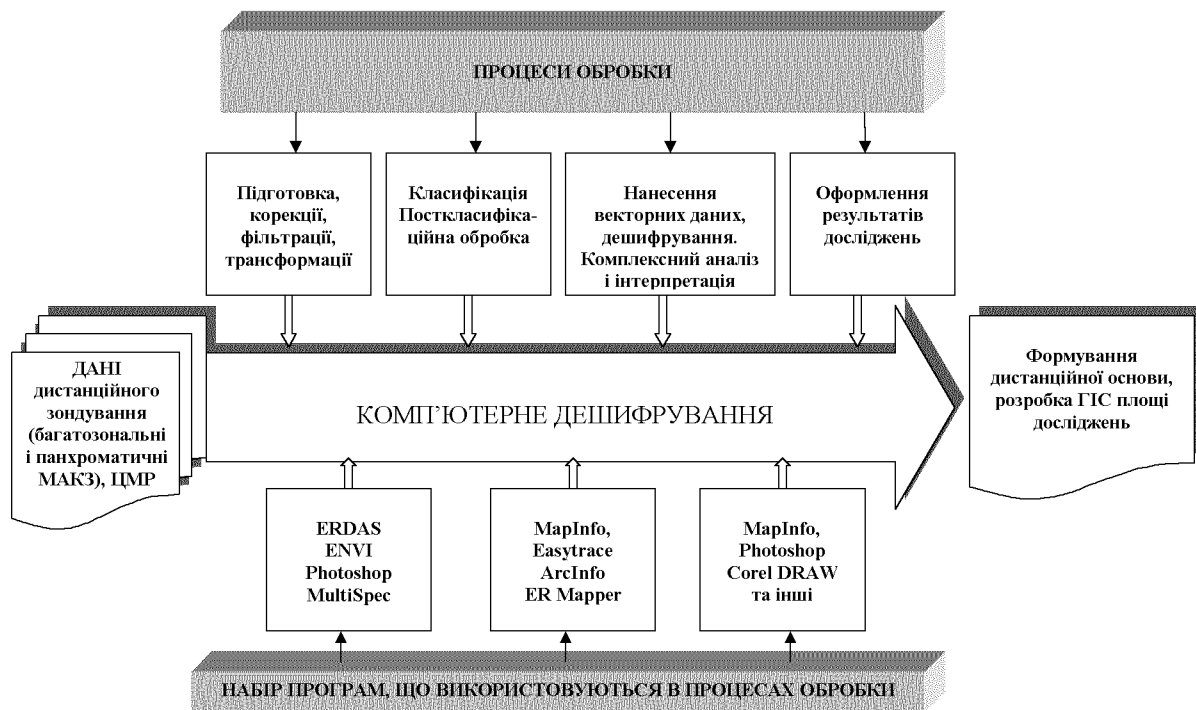 ПРОЦЕСИ ОБРОБКИ
Підготовка,
корекції,
фільтрації,
трансформації
Класифікація
Посткласифіка-
ційна обробка
Нанесення
векторних даних,
дешифрування.
Комплексний аналіз
і інтерпретація
Оформлення
результатів
досліджень
ДАНІ
дистанційного
зондування
(багатозональні
і панхроматичні
МАКЗ), ЦМР
КОМП’ЮТЕРНЕ ДЕШИФРУВАННЯ
Формування
дистанційної основи,
розробка ГІС площі
досліджень
ERDAS
ENVI
Photoshop
MultiSpec
MapInfo,
Easytrace
ArcInfo
ER Mapper
MapInfo,
Photoshop
Corel DRAW
та інші
НАБІР ПРОГРАМ, ЩО ВИКОРИСТОВУЮТЬСЯ В ПРОЦЕСАХ ОБРОБКИ